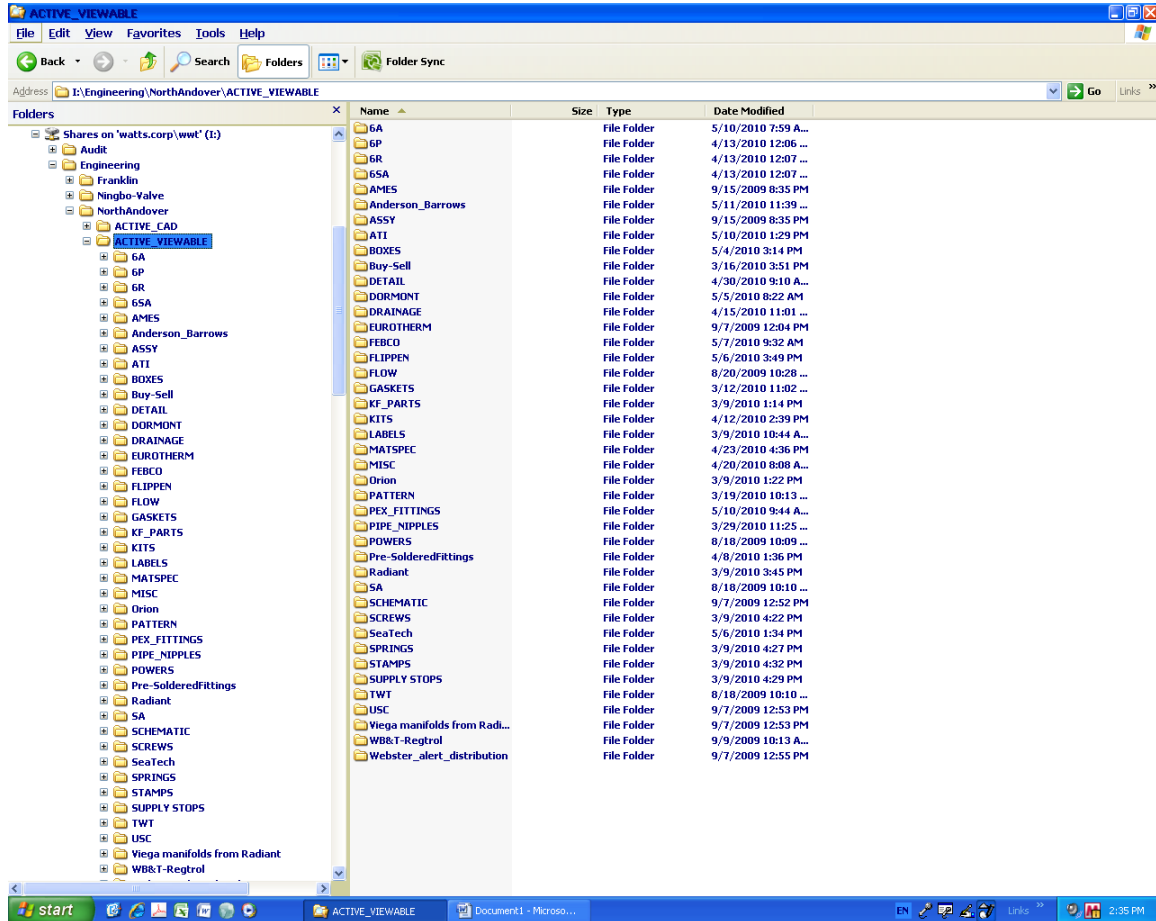 ACTIVE_VIEWABLE
File Edit View Favorites Tools Help
Back Search Folders Folder Sync
Address I:\Engineering\NorthAndover\ACTIVE_VIEWABLE Go Links »
Folders x
Shares on 'watts.corp\wwt' (I:)
Audit
Engineering
Franklin
Ningbo-Valve
NorthAndover
ACTIVE_CAD
ACTIVE_VIEWABLE
6A
6P
6R
6SA
AMES
Anderson_Barrows
ASSY
ATI
BOXES
Buy-Sell
DETAIL
DORMONT
DRAINAGE
EUROTHERM
FEBCO
FLIPPEN
FLOW
GASKETS
KF_PARTS
KITS
LABELS
MATSPEC
MISC
Orion
PATTERN
PEX_FITTINGS
PIPE_NIPPLES
POWERS
Pre-SolderedFittings
Radiant
SA
SCHEMATIC
SCREWS
SeaTech
SPRINGS
STAMPS
SUPPLY STOPS
TWT
USC
Viega manifolds from Radiant
WB&T-Regtrol
Name Size Type Date Modified
6A File Folder 5/10/2010 7:59 A...
6P File Folder 4/13/2010 12:06 ...
6R File Folder 4/13/2010 12:07 ...
6SA File Folder 4/13/2010 12:07 ...
AMES File Folder 9/15/2009 8:35 PM
Anderson_Barrows File Folder 5/11/2010 11:39 ...
ASSY File Folder 9/15/2009 8:35 PM
ATI File Folder 5/10/2010 1:29 PM
BOXES File Folder 5/4/2010 3:14 PM
Buy-Sell File Folder 3/16/2010 3:51 PM
DETAIL File Folder 4/30/2010 9:10 A...
DORMONT File Folder 5/5/2010 8:22 AM
DRAINAGE File Folder 4/15/2010 11:01 ...
EUROTHERM File Folder 9/7/2009 12:04 PM
FEBCO File Folder 5/7/2010 9:32 AM
FLIPPEN File Folder 5/6/2010 3:49 PM
FLOW File Folder 8/20/2009 10:28 ...
GASKETS File Folder 3/12/2010 11:02 ...
KF_PARTS File Folder 3/9/2010 1:14 PM
KITS File Folder 4/12/2010 2:39 PM
LABELS File Folder 3/9/2010 10:44 A...
MATSPEC File Folder 4/23/2010 4:36 PM
MISC File Folder 4/20/2010 8:08 A...
Orion File Folder 3/9/2010 1:22 PM
PATTERN File Folder 3/19/2010 10:13 ...
PEX_FITTINGS File Folder 5/10/2010 9:44 A...
PIPE_NIPPLES File Folder 3/29/2010 11:25 ...
POWERS File Folder 8/18/2009 10:09 ...
Pre-SolderedFittings File Folder 4/8/2010 1:36 PM
Radiant File Folder 3/9/2010 3:45 PM
SA File Folder 8/18/2009 10:10 ...
SCHEMATIC File Folder 9/7/2009 12:52 PM
SCREWS File Folder 3/9/2010 4:22 PM
SeaTech File Folder 5/6/2010 1:34 PM
SPRINGS File Folder 3/9/2010 4:27 PM
STAMPS File Folder 3/9/2010 4:32 PM
SUPPLY STOPS File Folder 3/9/2010 4:29 PM
TWT File Folder 8/18/2009 10:10 ...
USC File Folder 9/7/2009 12:53 PM
Viega manifolds from Radi... File Folder 9/7/2009 12:53 PM
WB&T-Regtrol File Folder 9/9/2009 10:13 A...
Webster_alert_distribution File Folder 9/7/2009 12:55 PM
start ACTIVE_VIEWABLE Document1 - Microso... EN Links » 2:35 PM